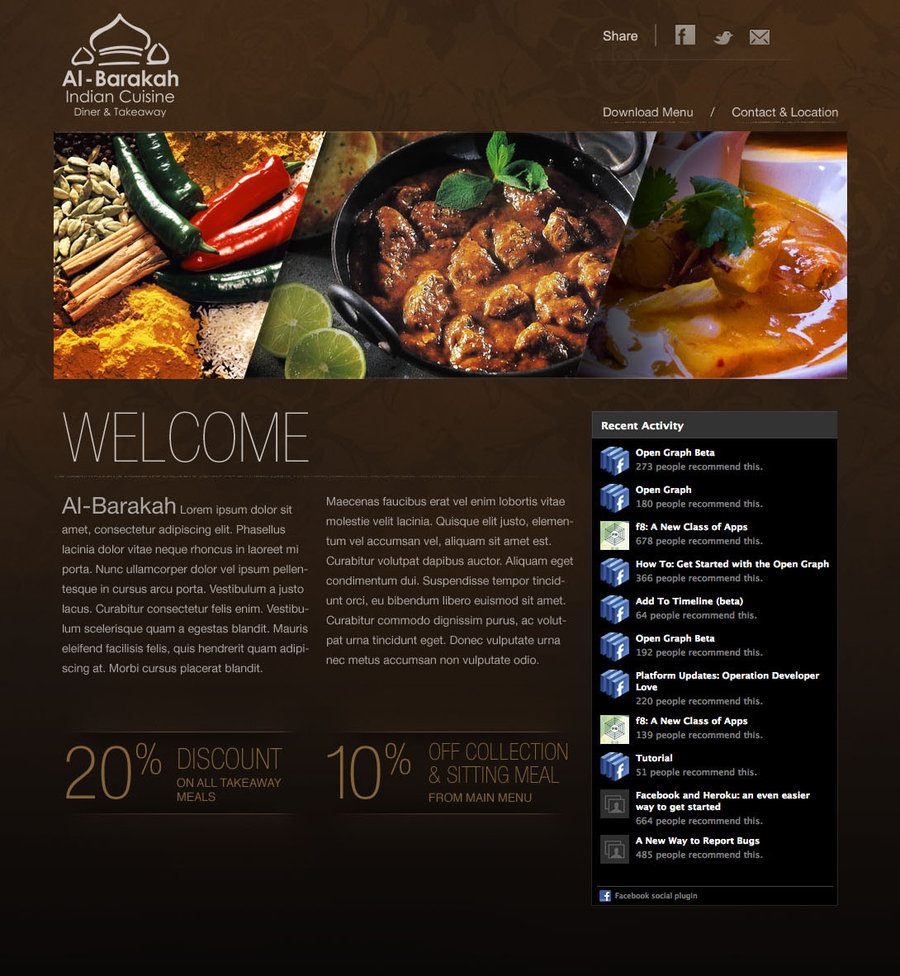 Al-Barakah
Indian Cuisine
Diner & Takeaway
Share
Download Menu / Contact & Location
WELCOME
Al-Barakah Lorem ipsum dolor sit
amet, consectetur adipiscing elit. Phasellus
lacinia dolor vitae neque rhoncus in laoreet mi
porta. Nunc ullamcorper dolor vel ipsum pellen-
tesque in cursus arcu porta. Vestibulum a justo
lacus. Curabitur consectetur felis enim. Vestibu-
lum scelerisque quam a egestas blandit. Mauris
eleifend facilisis felis, quis hendrerit quam adipi-
scing at. Morbi cursus placerat blandit.
Maecenas faucibus erat vel enim lobortis vitae
molestie velit lacinia. Quisque elit justo, elemen-
tum vel accumsan vel, aliquam sit amet est.
Curabitur volutpat dapibus auctor. Aliquam eget
condimentum dui. Suspendisse tempor tincid-
unt orci, eu bibendum libero euismod sit amet.
Curabitur commodo dignissim purus, ac volut-
pat urna tincidunt eget. Donec vulputate urna
nec metus accumsan non vulputate odio.
20% DISCOUNT
ON ALL TAKEAWAY
MEALS
10% OFF COLLECTION
& SITTING MEAL
FROM MAIN MENU
Recent Activity
Open Graph Beta
273 people recommend this.
Open Graph
180 people recommend this.
f8: A New Class of Apps
678 people recommend this.
How To: Get Started with the Open Graph
366 people recommend this.
Add To Timeline (beta)
64 people recommend this.
Open Graph Beta
192 people recommend this.
Platform Updates: Operation Developer
Love
220 people recommend this.
f8: A New Class of Apps
139 people recommend this.
Tutorial
51 people recommend this.
Facebook and Heroku: an even easier
way to get started
664 people recommend this.
A New Way to Report Bugs
485 people recommend this.
Facebook social plugin